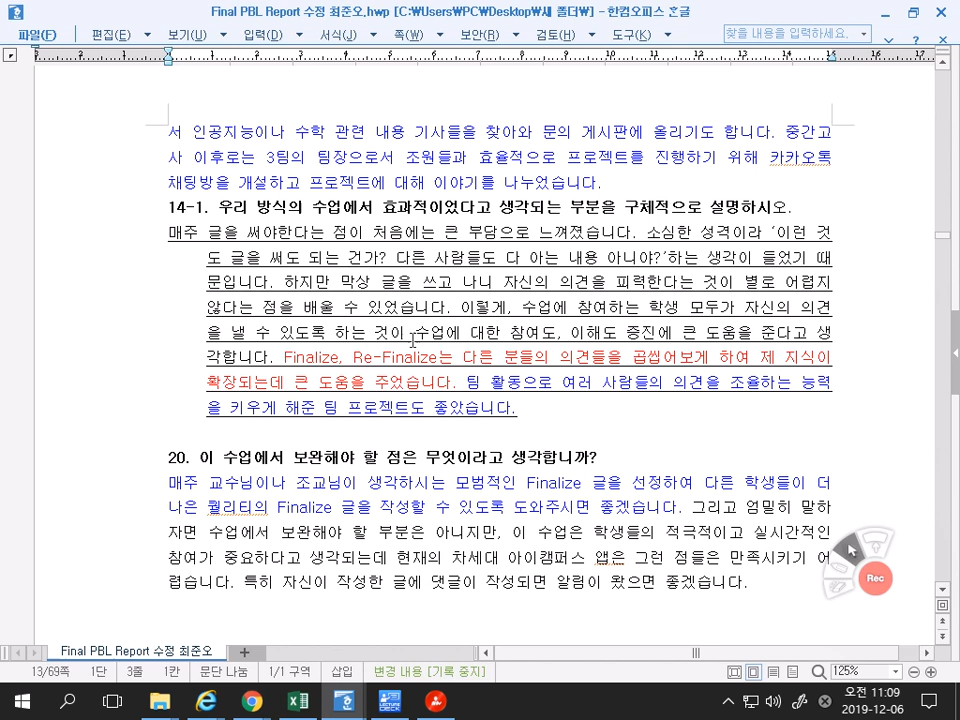 Final PBL Report 수정 최준오.hwp [C:₩Users₩PC₩Desktop₩새 폴더₩] - 한컴오피스 한글
파일(F) 편집(E) 보기(U) 입력(D) 서식(J) 쪽(W) 보안(R) 검토(H) 도구(K) 찾을 내용을 입력하세요.
서 인공지능이나 수학 관련 내용 기사들을 찾아와 문의 게시판에 올리기도 합니다. 중간고
사 이후로는 3팀의 팀장으로서 조원들과 효율적으로 프로젝트를 진행하기 위해 카카오톡
채팅방을 개설하고 프로젝트에 대해 이야기를 나누었습니다.
14-1. 우리 방식의 수업에서 효과적이었다고 생각되는 부분을 구체적으로 설명하시오.
매주 글을 써야한다는 점이 처음에는 큰 부담으로 느껴졌습니다. 소심한 성격이라 '이런 것
도 글을 써도 되는 건가? 다른 사람들도 다 아는 내용 아니야?'하는 생각이 들었기 때
문입니다. 하지만 막상 글을 쓰고 나니 자신의 의견을 피력한다는 것이 별로 어렵지
않다는 점을 배울 수 있었습니다. 이렇게, 수업에 참여하는 학생 모두가 자신의 의견
을 낼 수 있도록 하는 것이 수업에 대한 참여도, 이해도 증진에 큰 도움을 준다고 생
각합니다. Finalize, Re-Finalize는 다른 분들의 의견들을 곱씹어보게 하여 제 지식이
확장되는데 큰 도움을 주었습니다. 팀 활동으로 여러 사람들의 의견을 조율하는 능력
을 키우게 해준 팀 프로젝트도 좋았습니다.
20. 이 수업에서 보완해야 할 점은 무엇이라고 생각합니까?
매주 교수님이나 조교님이 생각하시는 모범적인 Finalize 글을 선정하여 다른 학생들이 더
나은 퀄리티의 Finalize 글을 작성할 수 있도록 도와주시면 좋겠습니다. 그리고 엄밀히 말하
자면 수업에서 보완해야 할 부분은 아니지만, 이 수업은 학생들의 적극적이고 실시간적인
참여가 중요하다고 생각되는데 현재의 차세대 아이캠퍼스 앱은 그런 점들은 만족시키기 어
렵습니다. 특히 자신이 작성한 글에 댓글이 작성되면 알림이 왔으면 좋겠습니다.
Rec
Final PBL Report 수정 최준오
13/69쪽 1단 3줄 1칸 문단 나눔 1/1 구역 삽입 변경 내용 [기록 중지] 125%
LECTURE DECK
오전 11:09
2019-12-06